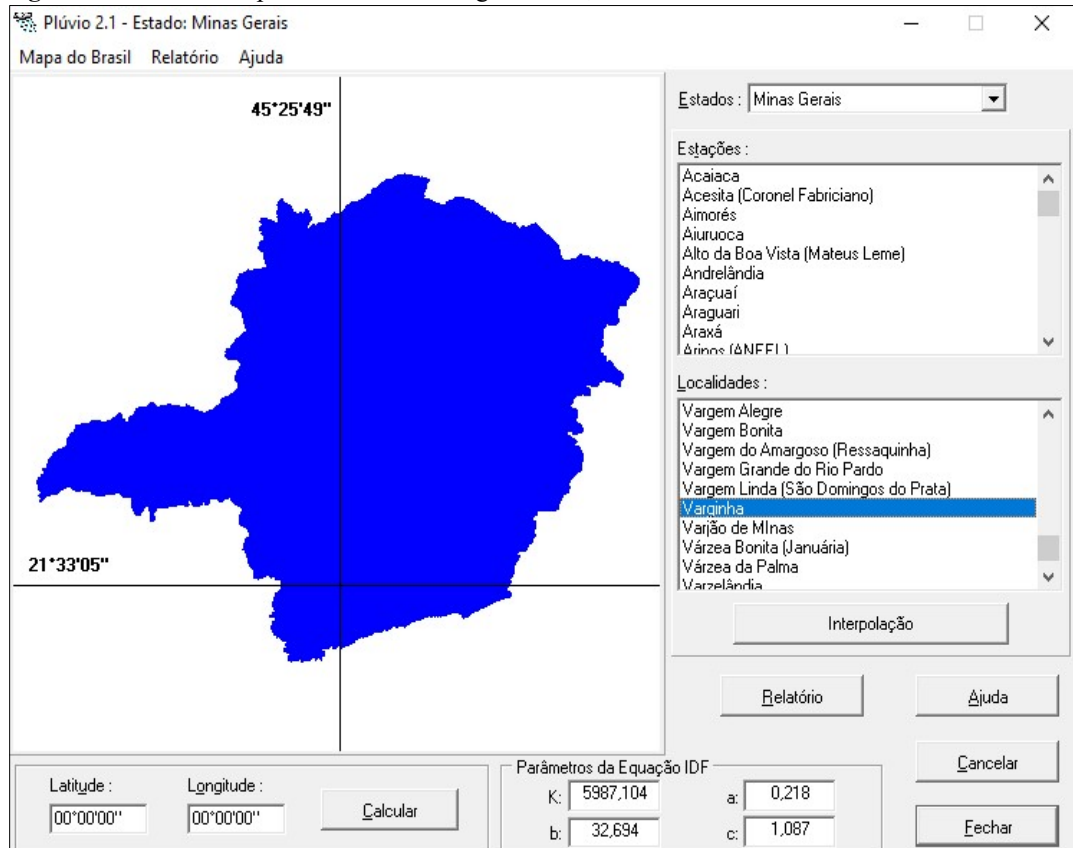 Plúvio 2.1 - Estado: Minas Gerais
Mapa do Brasil Relatório Ajuda
45°25'49"
21°33'05"
Estados : Minas Gerais
Estações :
Acaiaca
Acesita (Coronel Fabriciano)
Aimorés
Aiuruoca
Alto da Boa Vista (Mateus Leme)
Andrelândia
Araçuaí
Araguari
Araxá
Arinos (ANEEL)
Localidades :
Vargem Alegre
Vargem Bonita
Vargem do Amargoso (Ressaquinha)
Vargem Grande do Rio Pardo
Vargem Linda (São Domingos do Prata)
Varginha
Varjão de MInas
Várzea Bonita (Januária)
Várzea da Palma
Varzelândia
Interpolação
Relatório Ajuda
Cancelar
Fechar
Latitude : Longitude :
00°00'00'' 00°00'00'' Calcular
Parâmetros da Equação IDF
K: 5987,104 a: 0,218
b: 32,694 c: 1,087